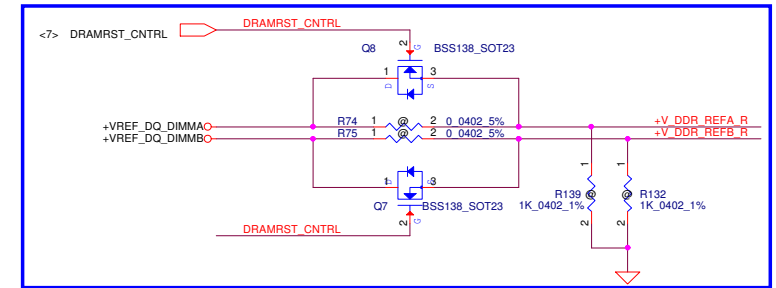 DRAMRST_CNTRL
<7> DRAMRST_CNTRL
2
G
Q8 BSS138_SOT23
1 3
D S
R74 1 @ 2 0_0402_5%
+VREF_DQ_DIMMA +V_DDR_REFA_R
R75 1 @ 2 0_0402_5%
+VREF_DQ_DIMMB +V_DDR_REFB_R
1 1
D S
1 3
R139 @ @ R132
1K_0402_1% 1K_0402_1%
Q7 BSS138_SOT23
2
G
2 2
DRAMRST_CNTRL